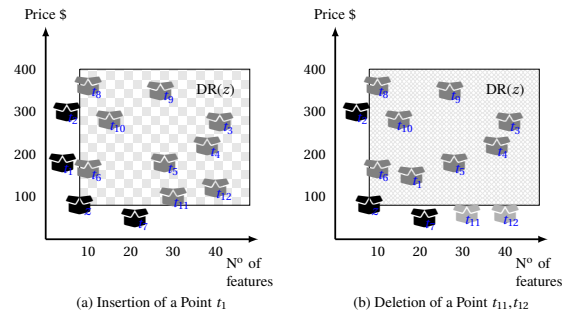 Price $
400
300
200
100
DR(z)
t8
t9
t2
t10
t3
t4
t1
t6
t5
t12
t11
z
t7
10 20 30 40
Nº of
features
(a) Insertion of a Point t1
Price $
400
300
200
100
DR(z)
t8
t9
t2
t10
t3
t4
t6
t5
t1
z
t7
t11
t12
10 20 30 40
Nº of
features
(b) Deletion of a Point t11,t12